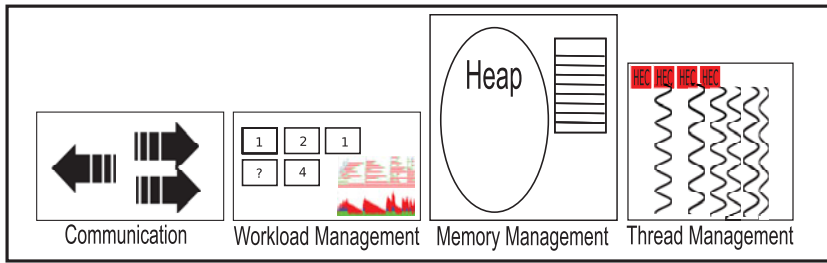 HEC HEC HEC HEC
Heap
1 2 1
? 4
Communication
Workload Management
Memory Management
Thread Management